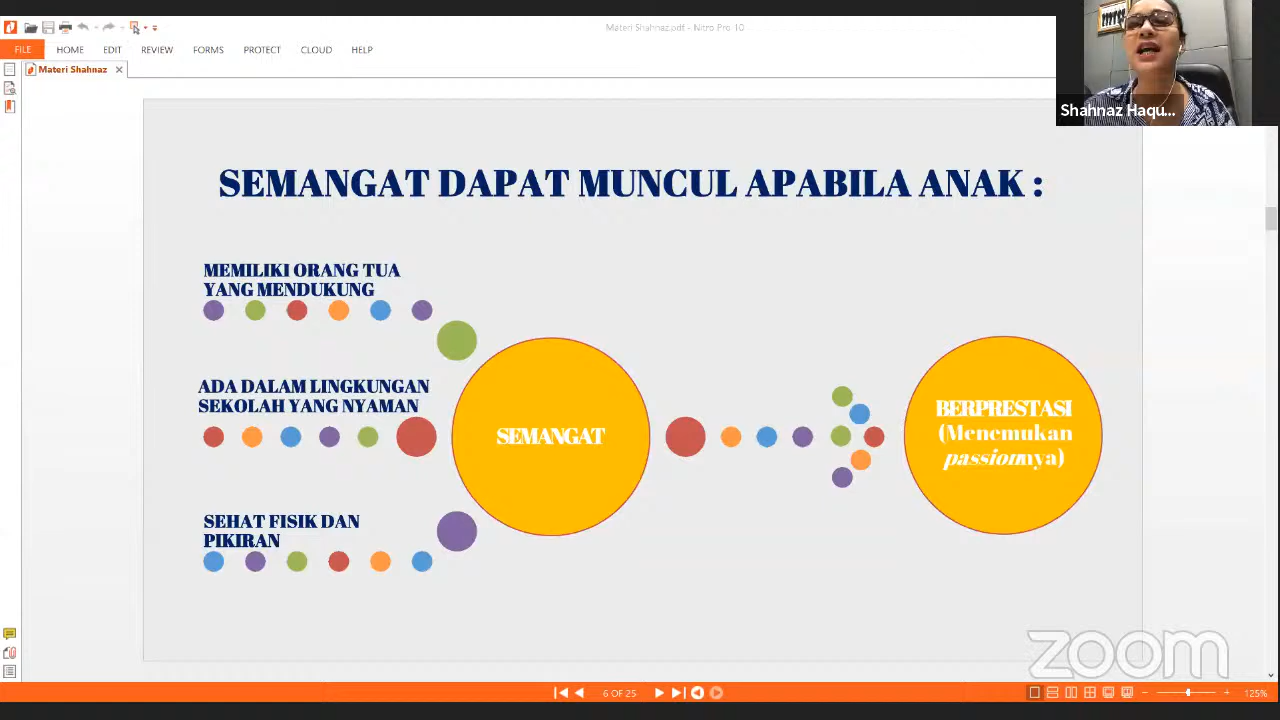 Materi Shahnaz.pdf - Nitro Pro 10
FILE HOME EDIT REVIEW FORMS PROTECT CLOUD HELP
Materi Shahnaz
Shahnaz Haqu...
SEMANGAT DAPAT MUNCUL APABILA ANAK :
MEMILIKI ORANG TUA
YANG MENDUKUNG
ADA DALAM LINGKUNGAN
SEKOLAH YANG NYAMAN
SEHAT FISIK DAN
PIKIRAN
SEMANGAT
BERPRESTASI
(Menemukan
passionnya)
zoom
6 OF 25
125%